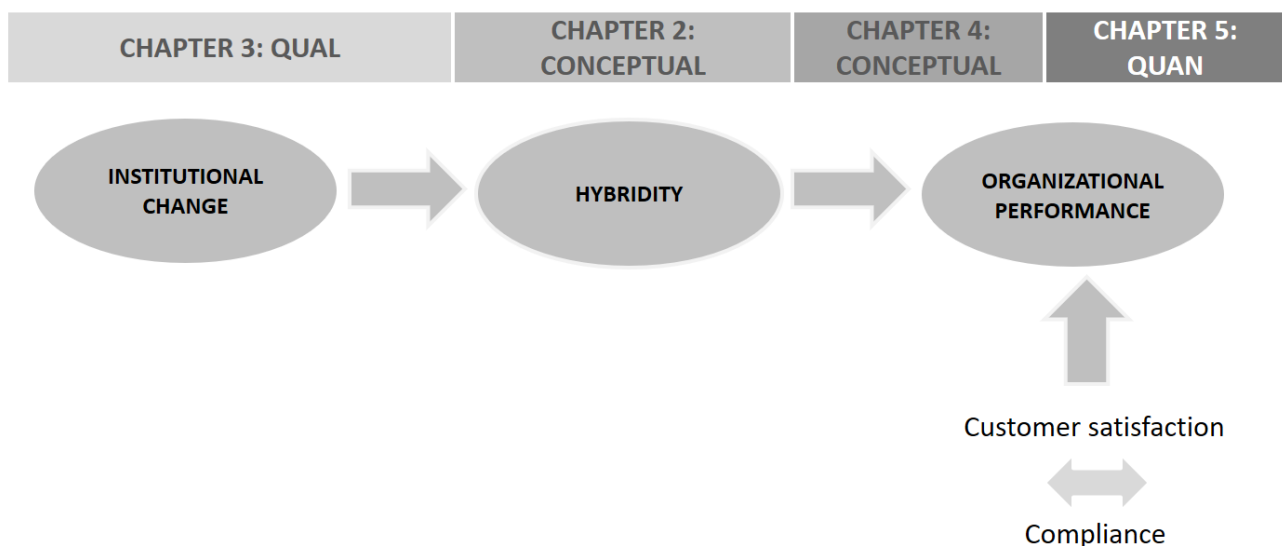 CHAPTER 3: QUAL
CHAPTER 2:
CONCEPTUAL
CHAPTER 4:
CONCEPTUAL
CHAPTER 5:
QUAN
INSTITUTIONAL
CHANGE
HYBRIDITY
ORGANIZATIONAL
PERFORMANCE
Customer satisfaction
Compliance